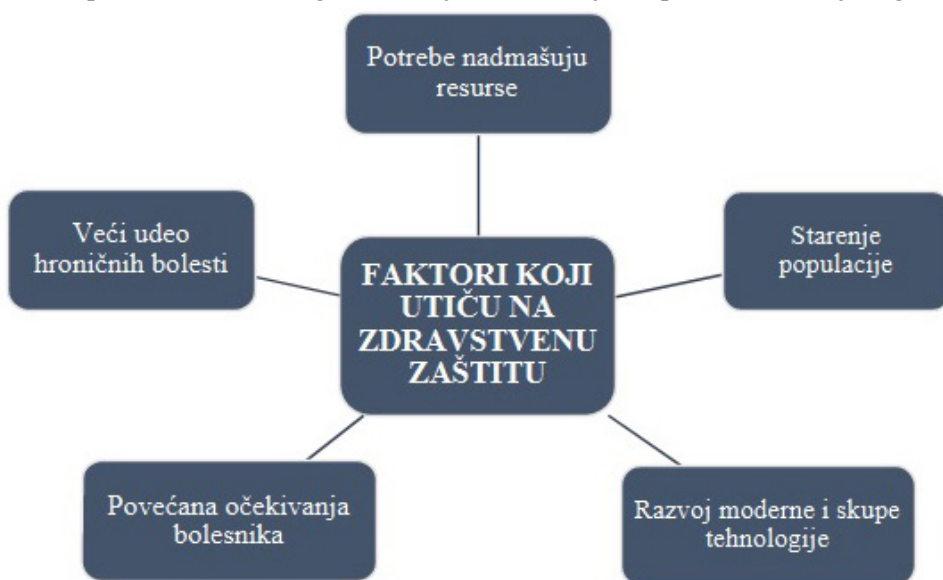 Potrebe nadmašuju
resurse
Veći udeo
hroničnih bolesti
FAKTORI KOJI
UTIČU NA
ZDRAVSTVENU
ZAŠTITU
Starenje
populacije
Povećana očekivanja
bolesnika
Razvoj moderne i skupe
tehnologije